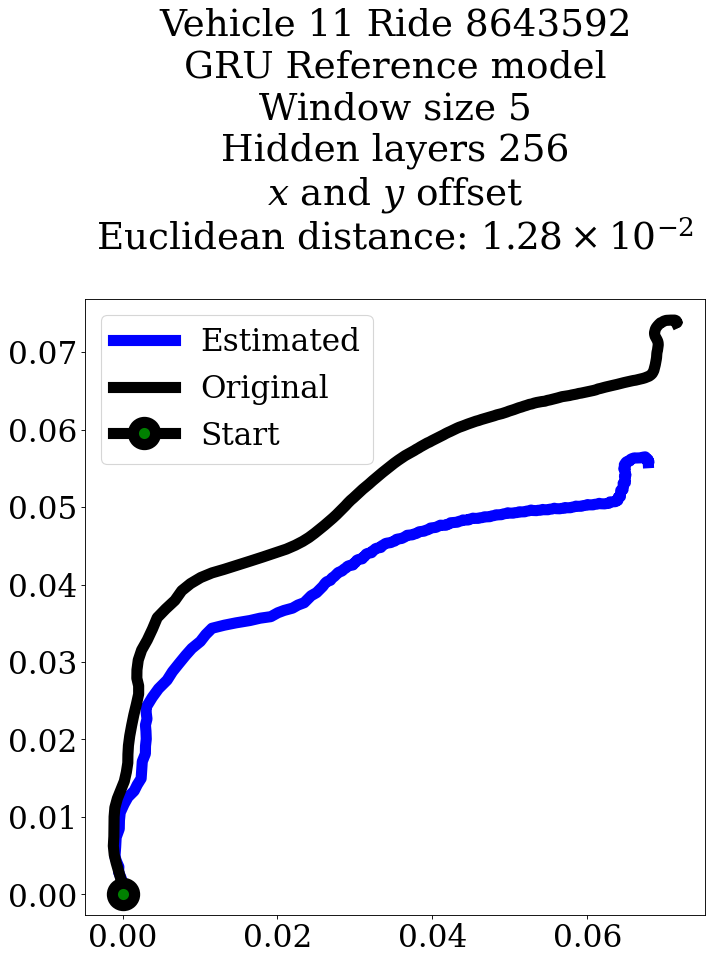 Vehicle 11 Ride 8643592
GRU Reference model
Window size 5
Hidden layers 256
x and y offset
Euclidean distance: 1.28 × 10⁻²
Estimated
Original
Start
0.07
0.06
0.05
0.04
0.03
0.02
0.01
0.00
0.00 0.02 0.04 0.06